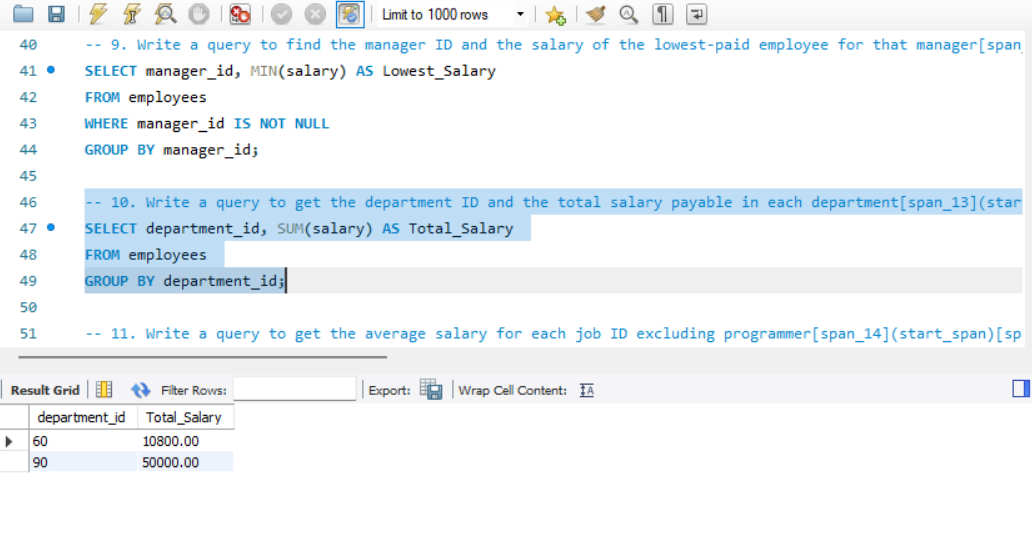 Limit to 1000 rows
40 -- 9. Write a query to find the manager ID and the salary of the lowest-paid employee for that manager[span_
41 SELECT manager_id, MIN(salary) AS Lowest_Salary
42 FROM employees
43 WHERE manager_id IS NOT NULL
44 GROUP BY manager_id;
45
46 -- 10. Write a query to get the department ID and the total salary payable in each department[span_13](star
47 SELECT department_id, SUM(salary) AS Total_Salary
48 FROM employees
49 GROUP BY department_id;
50
51 -- 11. Write a query to get the average salary for each job ID excluding programmer[span_14](start_span)[sp
Result Grid Filter Rows: Export: Wrap Cell Content: IA
department_id Total_Salary
60 10800.00
90 50000.00